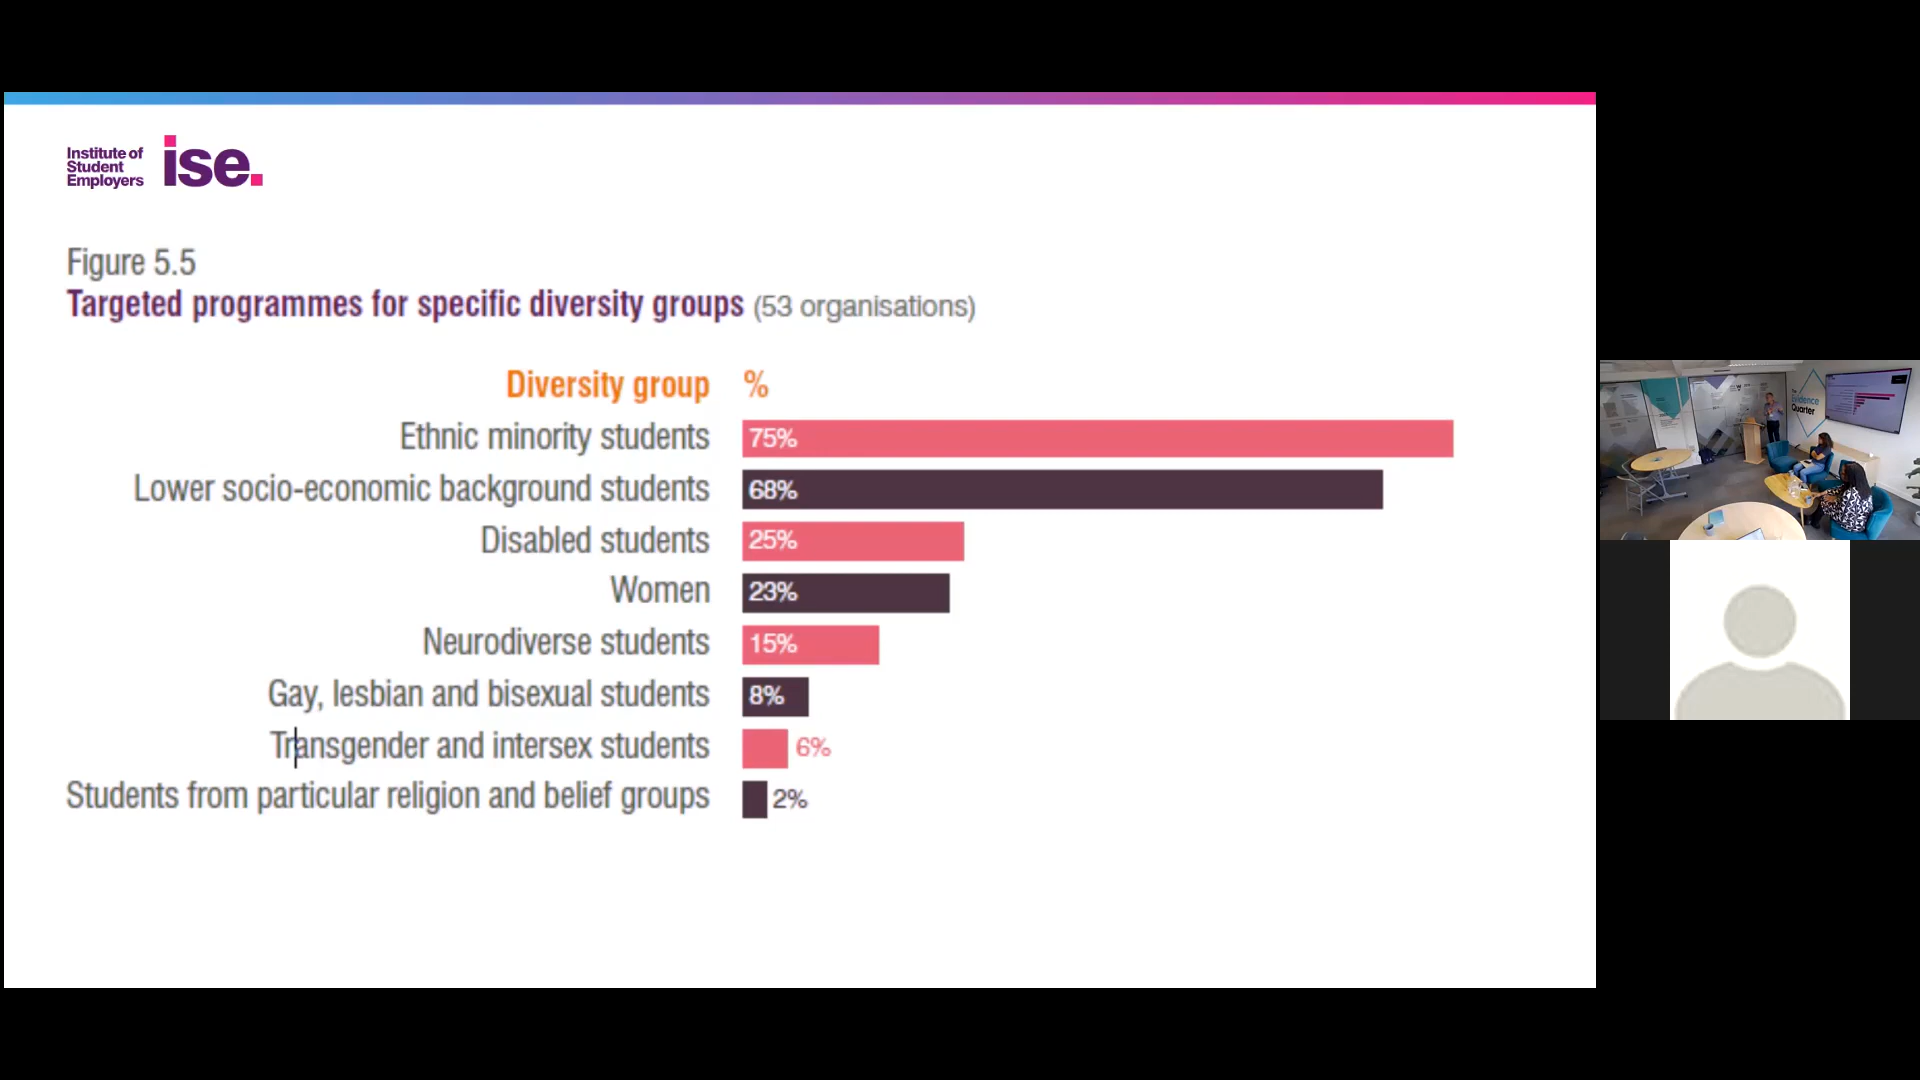 Institute of
Student
Employers
ise.
Figure 5.5
Targeted programmes for specific diversity groups (53 organisations)
Diversity group %
Ethnic minority students 75%
Lower socio-economic background students 68%
Disabled students 25%
Women 23%
Neurodiverse students 15%
Gay, lesbian and bisexual students 8%
Transgender and intersex students 6%
Students from particular religion and belief groups 2%
Evidence
Quarter